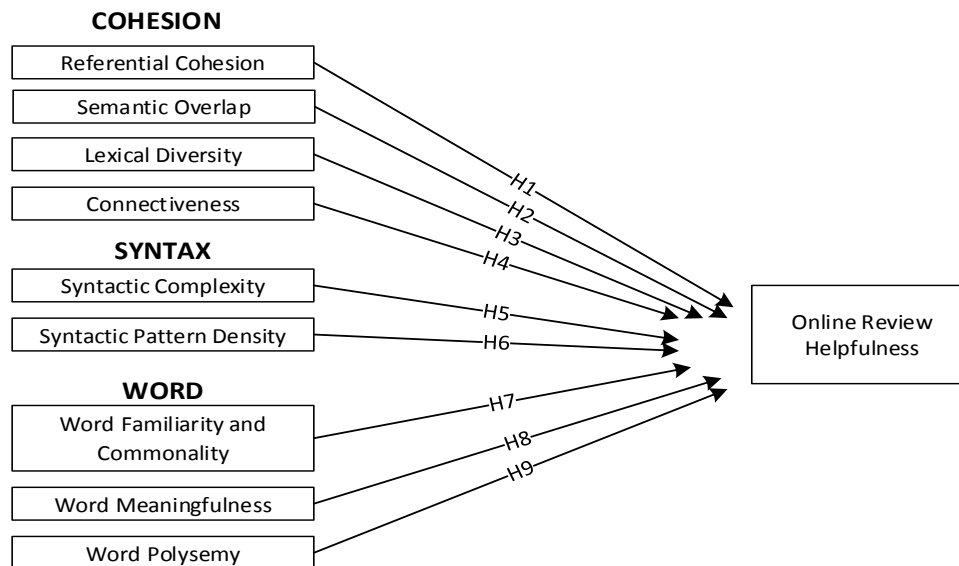 COHESION
Referential Cohesion
Semantic Overlap
Lexical Diversity
Connectiveness
SYNTAX
Syntactic Complexity
Syntactic Pattern Density
WORD
Word Familiarity and
Commonality
Word Meaningfulness
Word Polysemy
H1
H2
H3
H4
H5
H6
H7
H8
H9
Online Review
Helpfulness